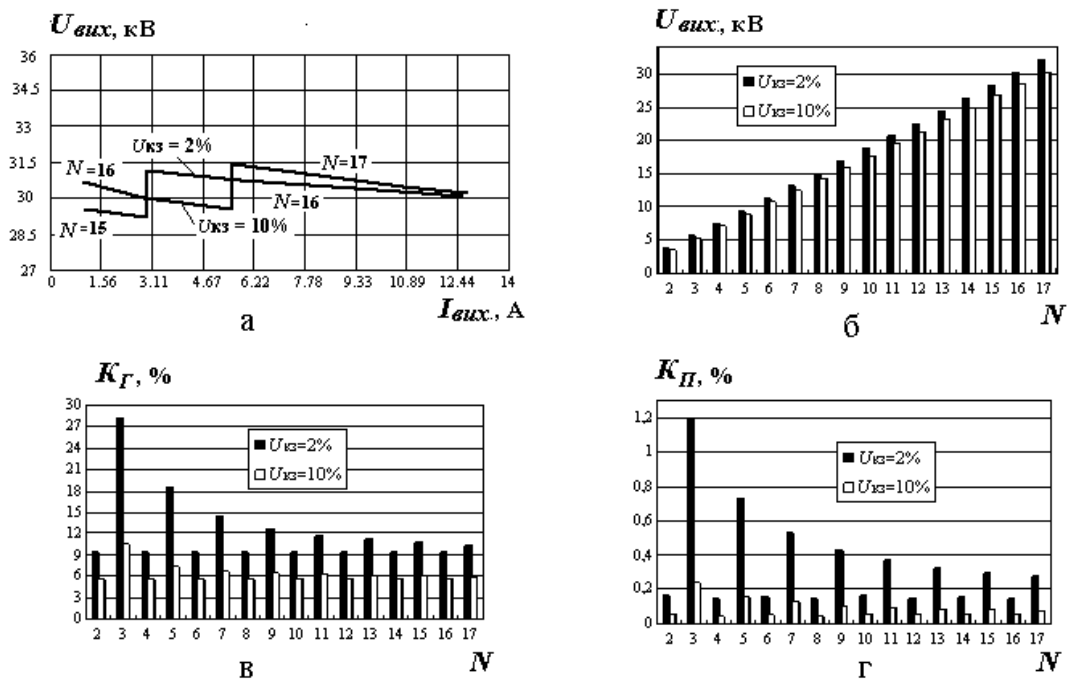 Uвих, кВ
36
34.5
33
31.5
30
28.5
27
Uкз = 2%
N=16
N=17
N=16
N=15
Uкз = 10%
0 1.56 3.11 4.67 6.22 7.78 9.33 10.89 12.44 14
Iвих., А
а
Uвих., кВ
30
25
20
15
10
5
0
Uкз=2%
Uкз=10%
2 3 4 5 6 7 8 9 10 11 12 13 14 15 16 17
N
б
KГ, %
30
27
24
21
18
15
12
9
6
3
0
Uкз=2%
Uкз=10%
2 3 4 5 6 7 8 9 10 11 12 13 14 15 16 17
N
в
KП, %
1,2
1
0,8
0,6
0,4
0,2
0
Uкз=2%
Uкз=10%
2 3 4 5 6 7 8 9 10 11 12 13 14 15 16 17
N
г